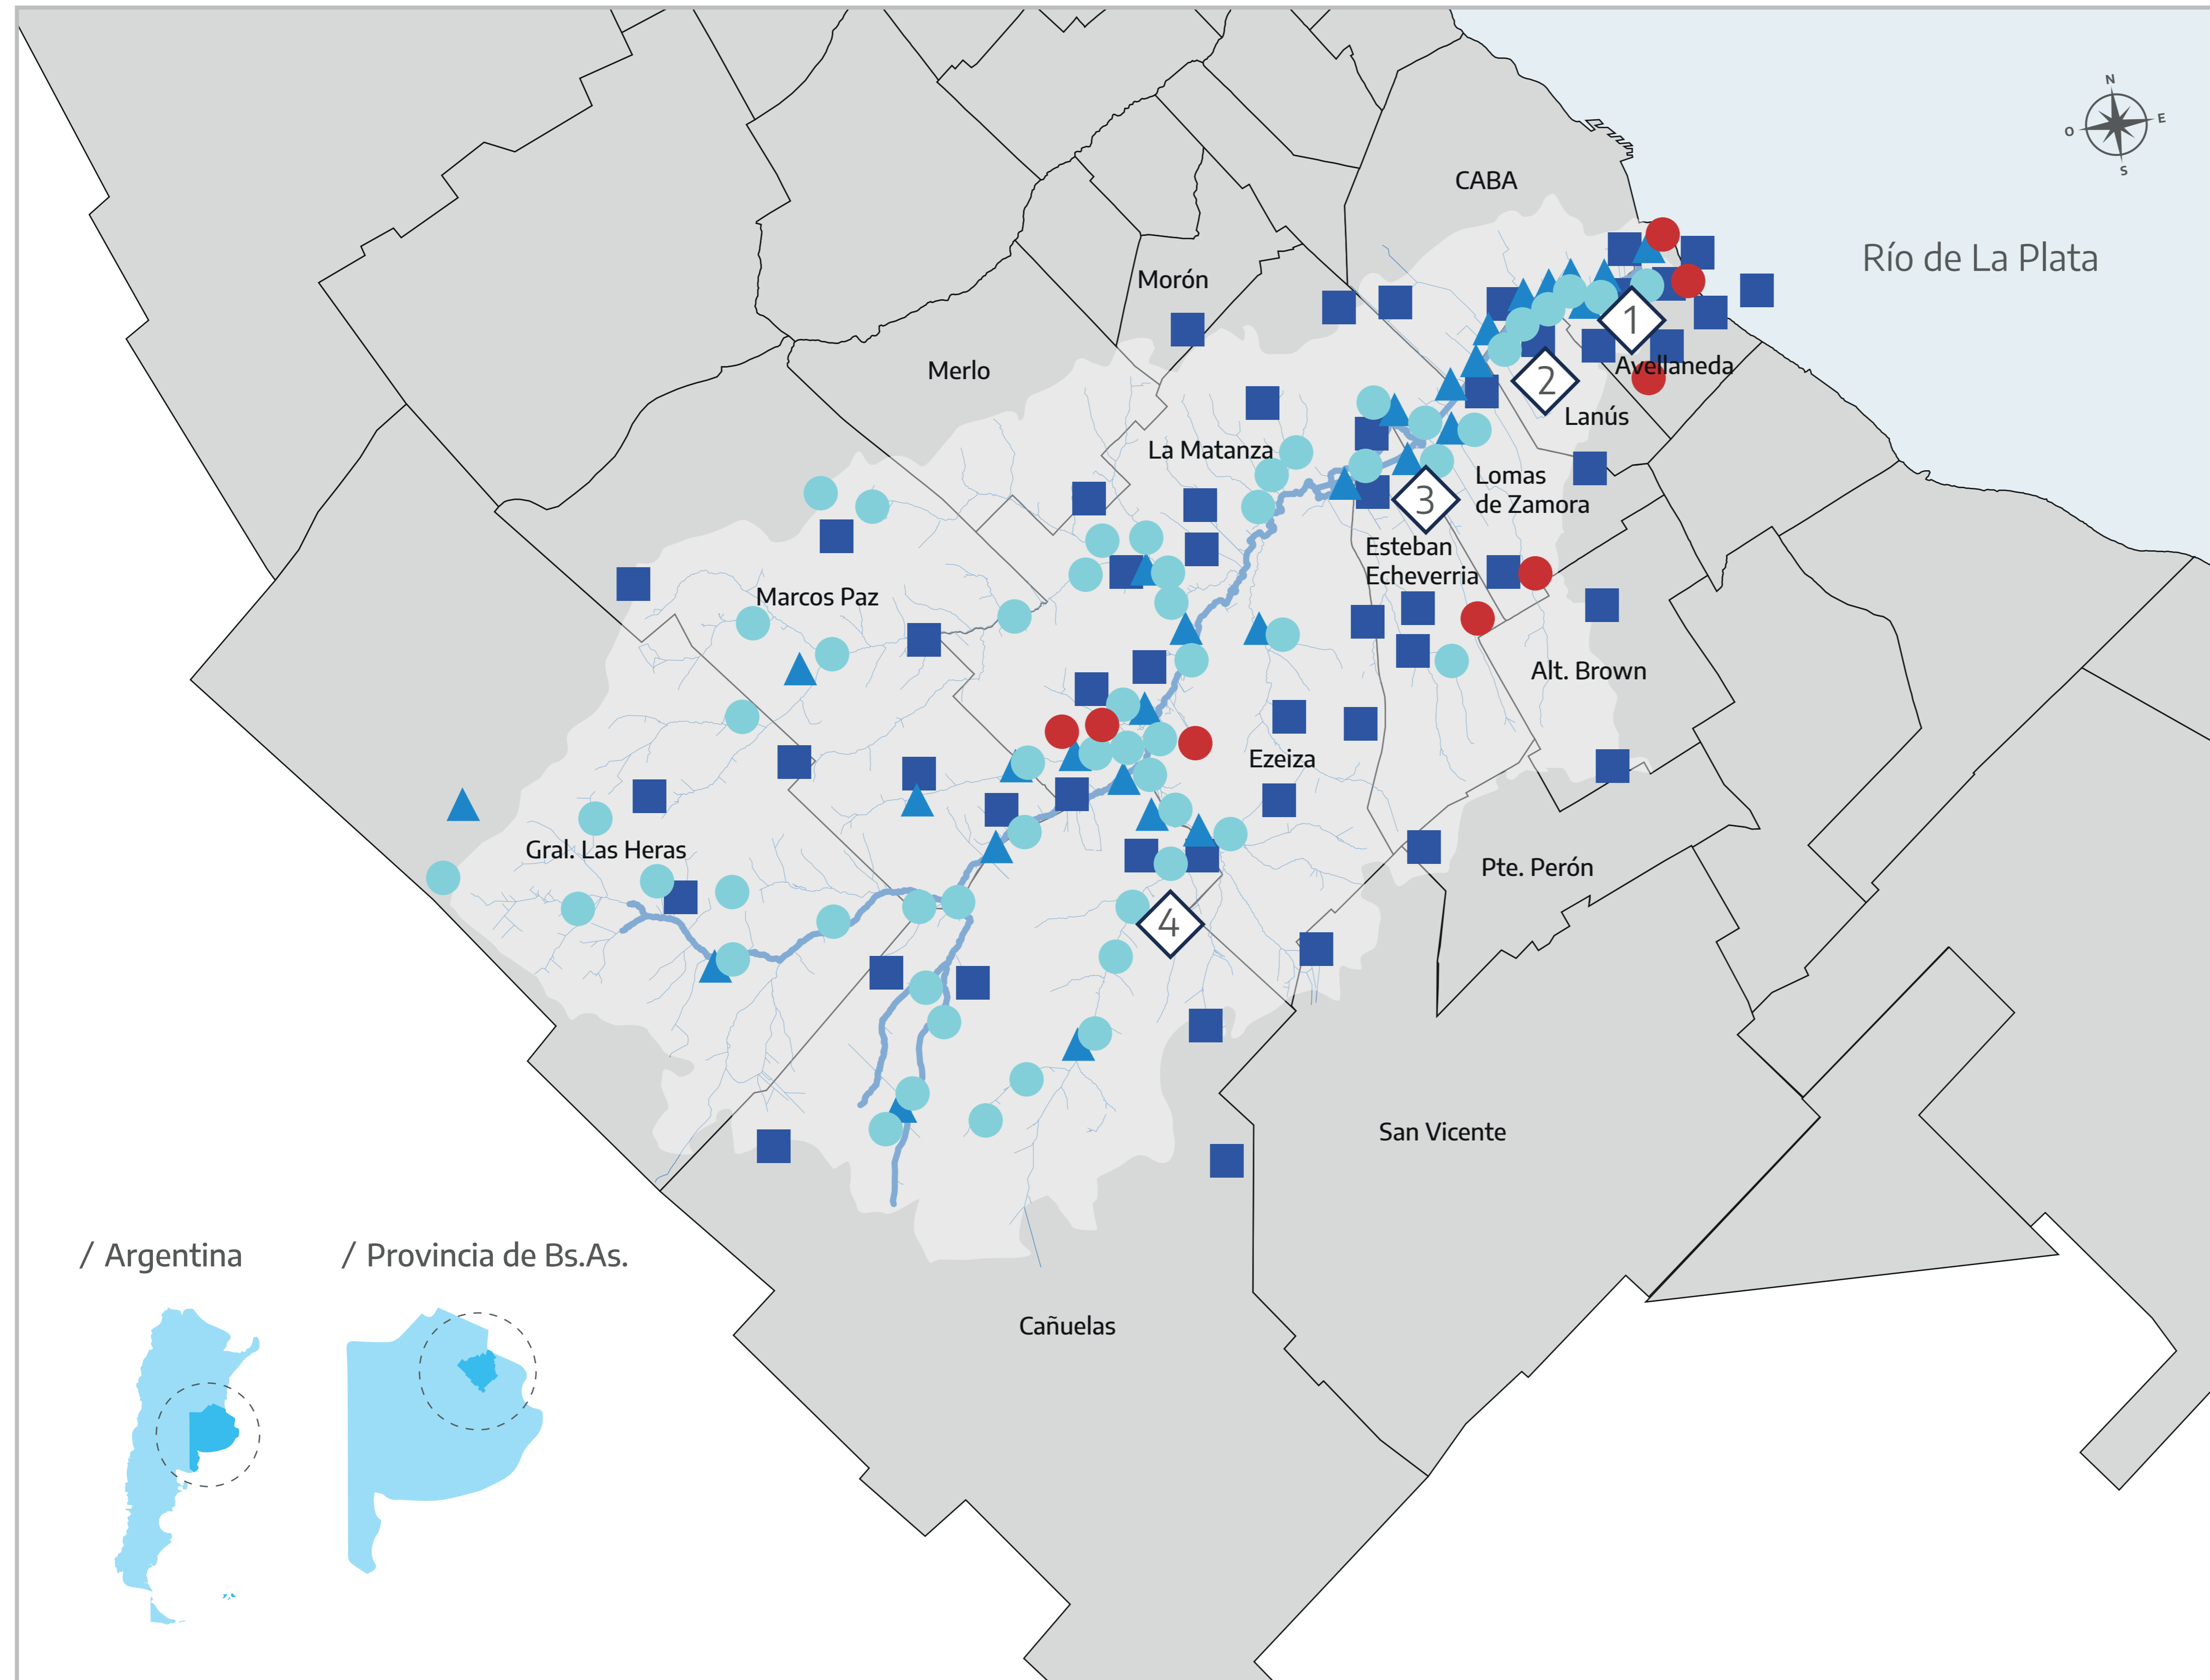 N
O
E
S
CABA
Río de La Plata
Morón
1
Merlo
Avellaneda
2
Lanús
La Matanza
Lomas
de Zamora
3
Esteban
Echeverria
Marcos Paz
Alt. Brown
Ezeiza
Gral. Las Heras
Pte. Perón
4
San Vicente
/ Argentina
/ Provincia de Bs.As.
Cañuelas